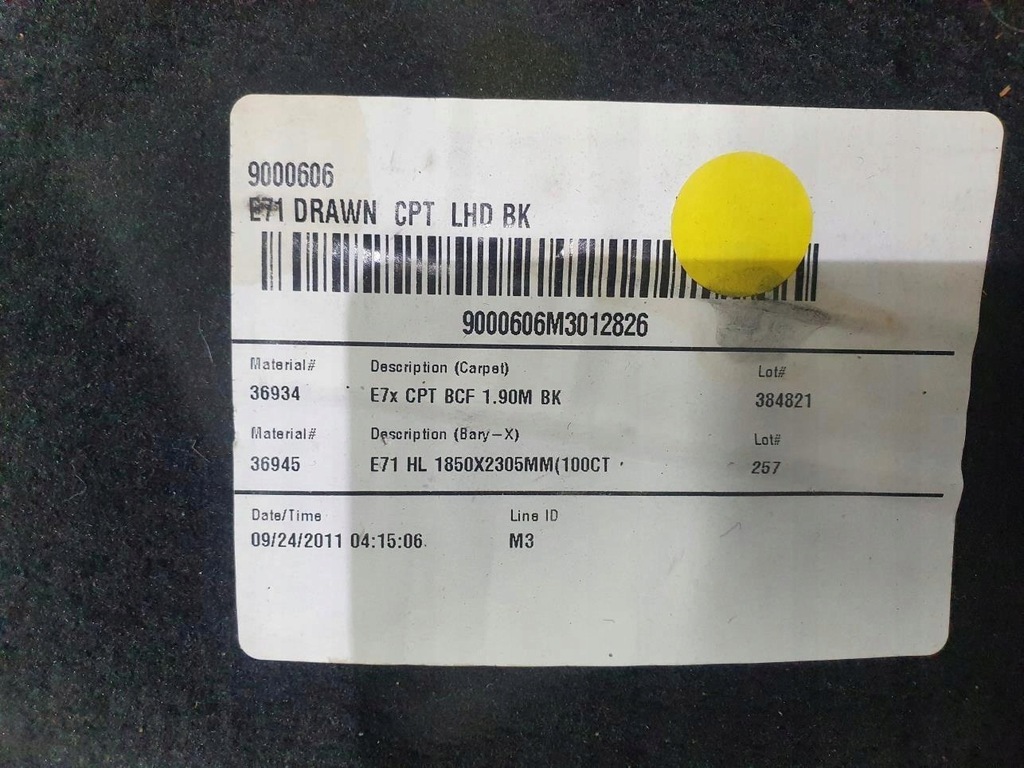 9000606
E71 DRAWN CPT LHD BK
9000606M3012826
Material# Description (Carpet) Lot#
36934 E7x CPT BCF 1.90M BK 384821
Material# Description (Bary-X) Lot#
36945 E71 HL 1850X2305MM(100CT 257
Date/Time Line ID
09/24/2011 04:15:06 M3